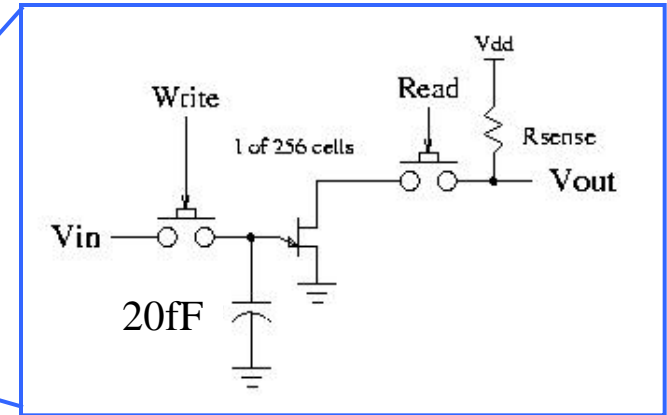 Vdd
Write
Read
1 of 256 cells
Rsense
Vout
Vin
20fF